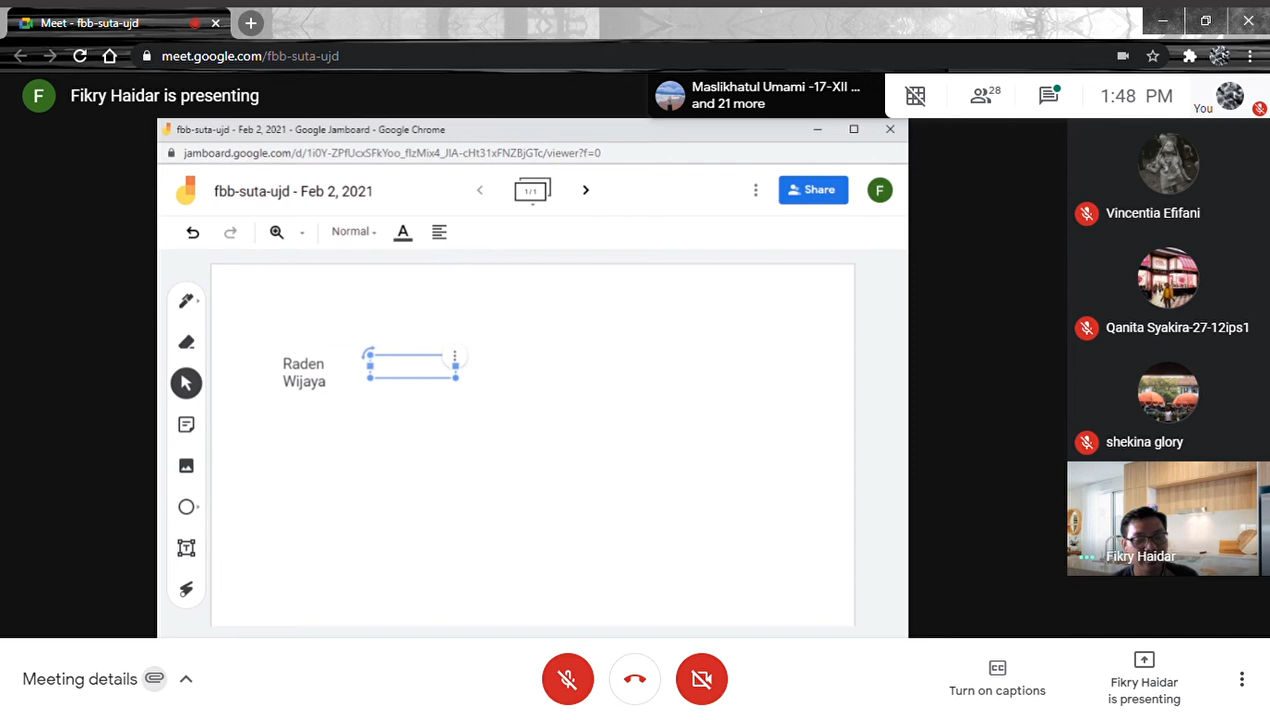 Meet - fbb-suta-ujd
meet.google.com/fbb-suta-ujd
F
Fikry Haidar is presenting
Maslikhatul Umami -17-XII ...
and 21 more
28
1:48 PM
You
fbb-suta-ujd - Feb 2, 2021 - Google Jamboard - Google Chrome
jamboard.google.com/d/1i0Y-ZPfUcxSFkYoo_flzMix4_JIA-cHt31xFNZBjGTc/viewer?f=0
fbb-suta-ujd - Feb 2, 2021
1/1
Share
F
Normal
A
Raden
Wijaya
Vincentia Efifani
Qanita Syakira-27-12ips1
shekina glory
Fikry Haidar
Meeting details
Turn on captions
Fikry Haidar
is presenting